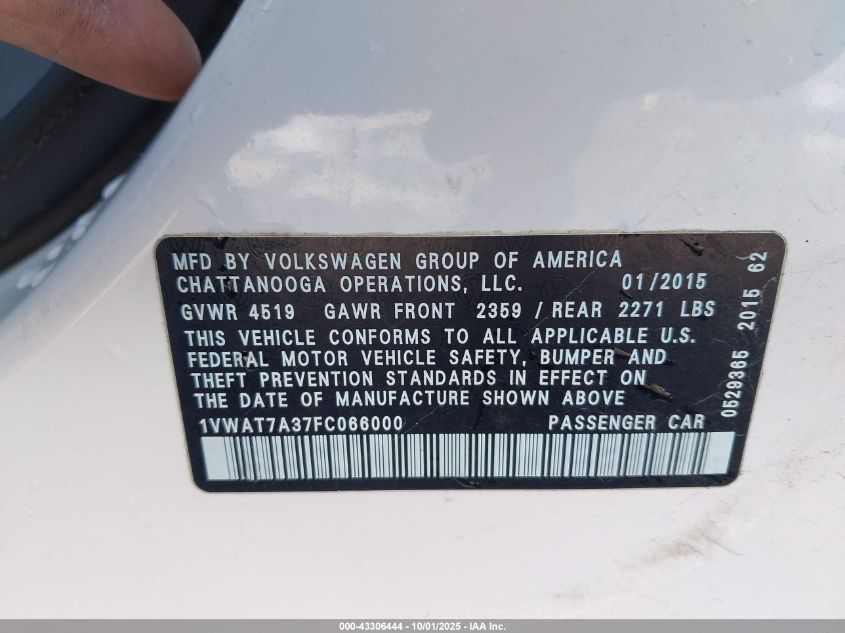 MFD BY VOLKSWAGEN GROUP OF AMERICA
CHATTANOOGA OPERATIONS, LLC. 01/2015
GVWR 4519 GAWR FRONT 2359 / REAR 2271 LBS
THIS VEHICLE CONFORMS TO ALL APPLICABLE U.S.
FEDERAL MOTOR VEHICLE SAFETY, BUMPER AND
THEFT PREVENTION STANDARDS IN EFFECT ON
THE DATE OF MANUFACTURE SHOWN ABOVE
1VWAT7A37FC066000 PASSENGER CAR
0529365 2015 62
000-43306444 - 10/01/2025 - IAA Inc.